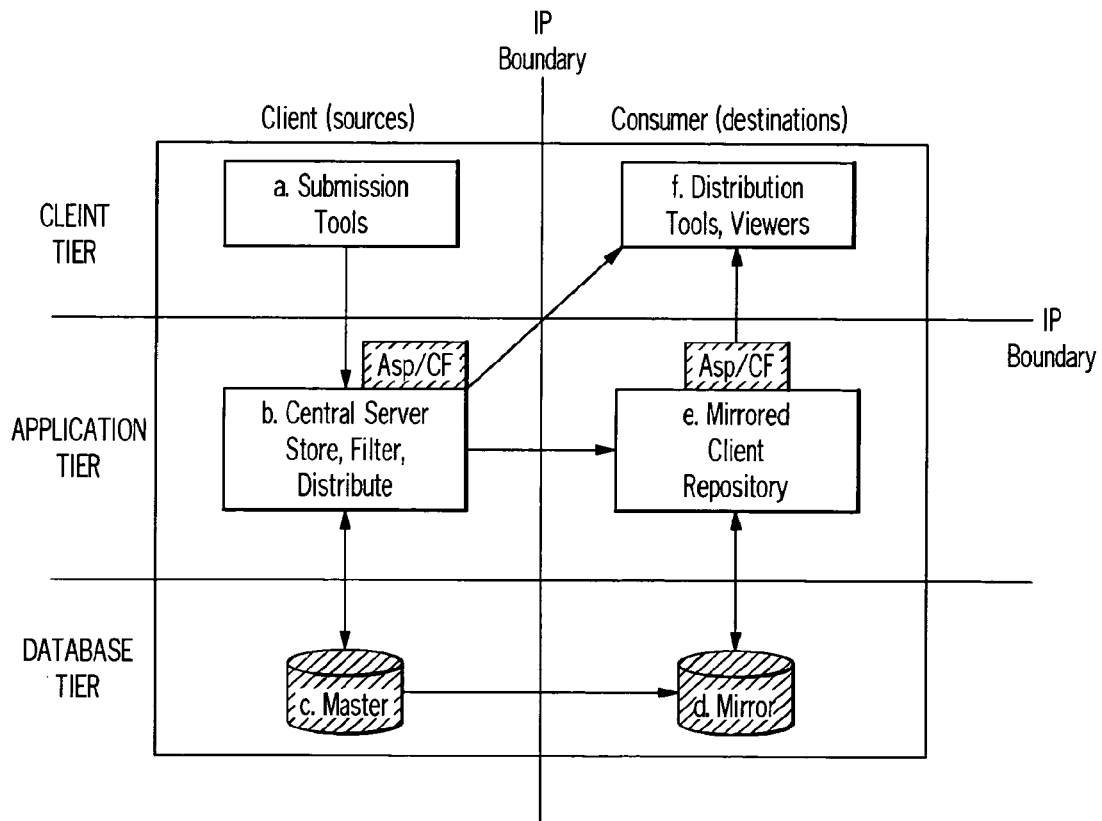 IP
Boundary
Client (sources)
Consumer (destinations)
CLEINT
TIER
a. Submission
Tools
f. Distribution
Tools, Viewers
IP
Boundary
APPLICATION
TIER
Asp/CF
b. Central Server
Store, Filter,
Distribute
Asp/CF
e. Mirrored
Client
Repository
DATABASE
TIER
c. Master
d. Mirror